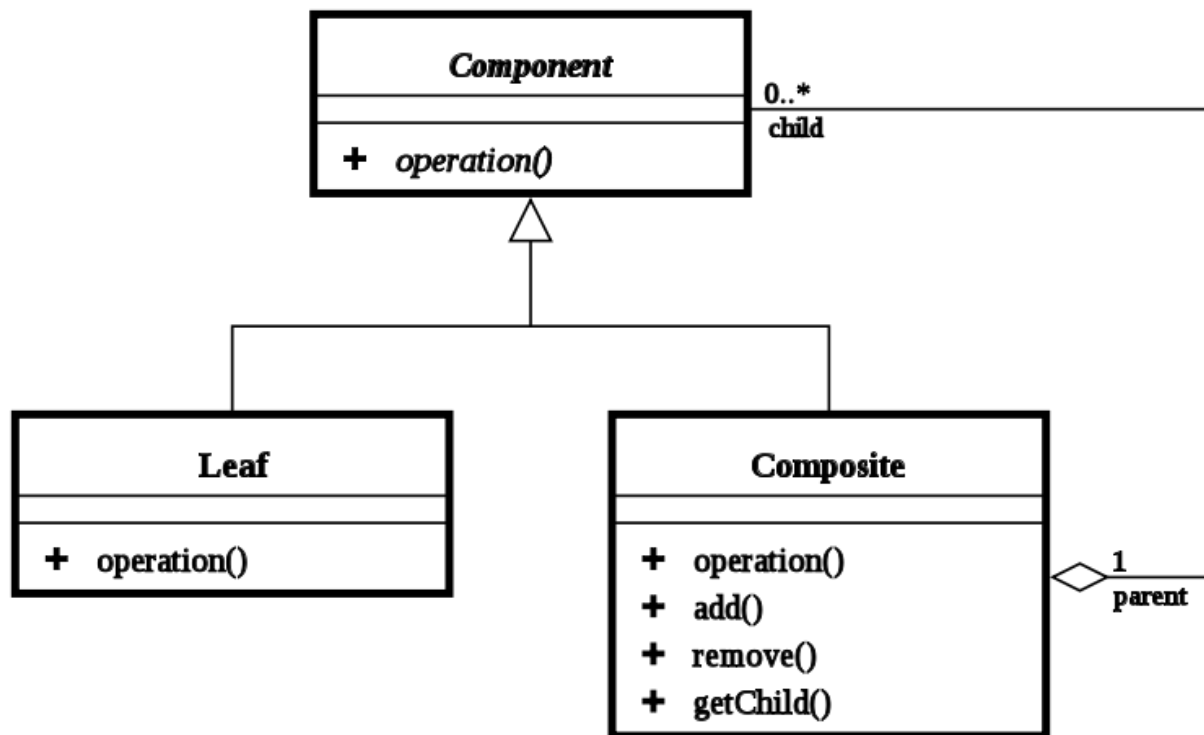 Component
0..*
child
+ operation()
Leaf
+ operation()
Composite
+ operation()
+ add()
+ remove()
+ getChild()
1
parent